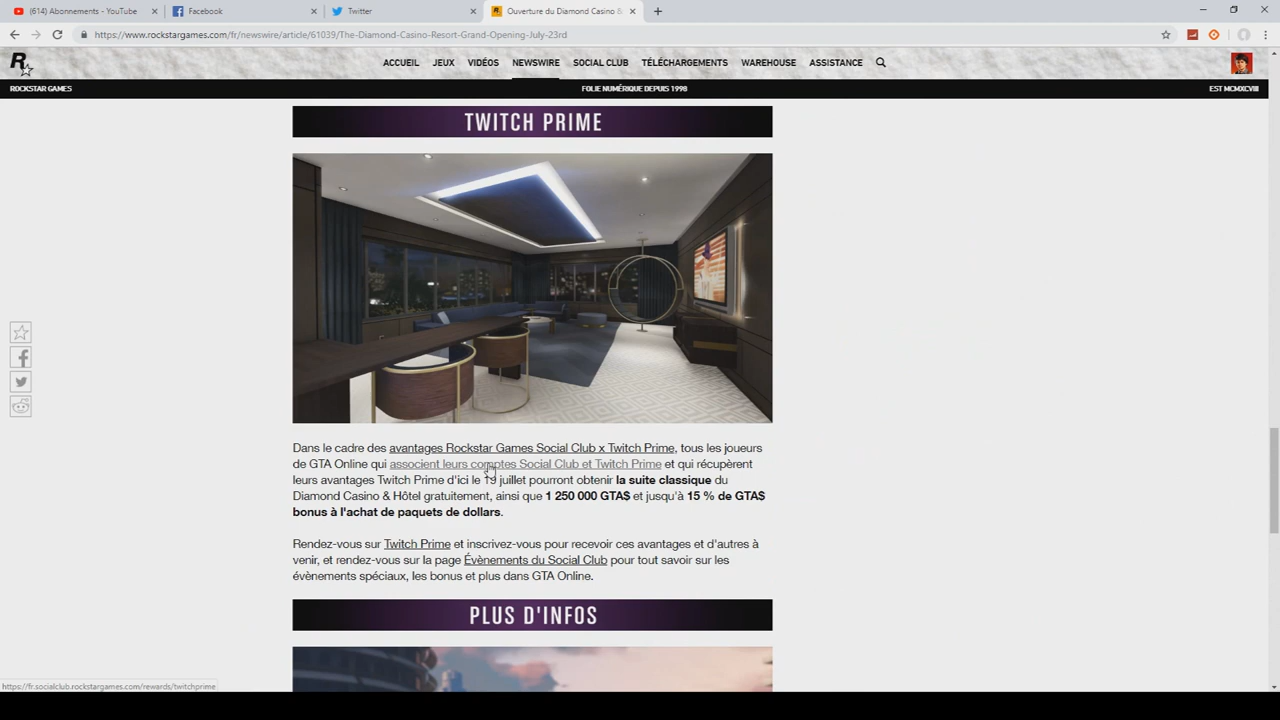 (614) Abonnements - YouTube
Facebook
Twitter
Ouverture du Diamond Casino &
https://www.rockstargames.com/fr/newswire/article/61039/The-Diamond-Casino-Resort-Grand-Opening-July-23rd
R
ACCUEIL JEUX VIDÉOS NEWSWIRE SOCIAL CLUB TÉLÉCHARGEMENTS WAREHOUSE ASSISTANCE
ROCKSTAR GAMES FOLIE NUMÉRIQUE DEPUIS 1998 EST MCMXCVIII
TWITCH PRIME
Dans le cadre des avantages Rockstar Games Social Club x Twitch Prime, tous les joueurs
de GTA Online qui associent leurs comptes Social Club et Twitch Prime et qui récupèrent
leurs avantages Twitch Prime d'ici le juillet pourront obtenir la suite classique du
Diamond Casino & Hôtel gratuitement, ainsi que 1 250 000 GTA$ et jusqu'à 15 % de GTA$
bonus à l'achat de paquets de dollars.
Rendez-vous sur Twitch Prime et inscrivez-vous pour recevoir ces avantages et d'autres à
venir, et rendez-vous sur la page Évènements du Social Club pour tout savoir sur les
évènements spéciaux, les bonus et plus dans GTA Online.
PLUS D'INFOS
https://fr.socialclub.rockstargames.com/rewards/twitchprime